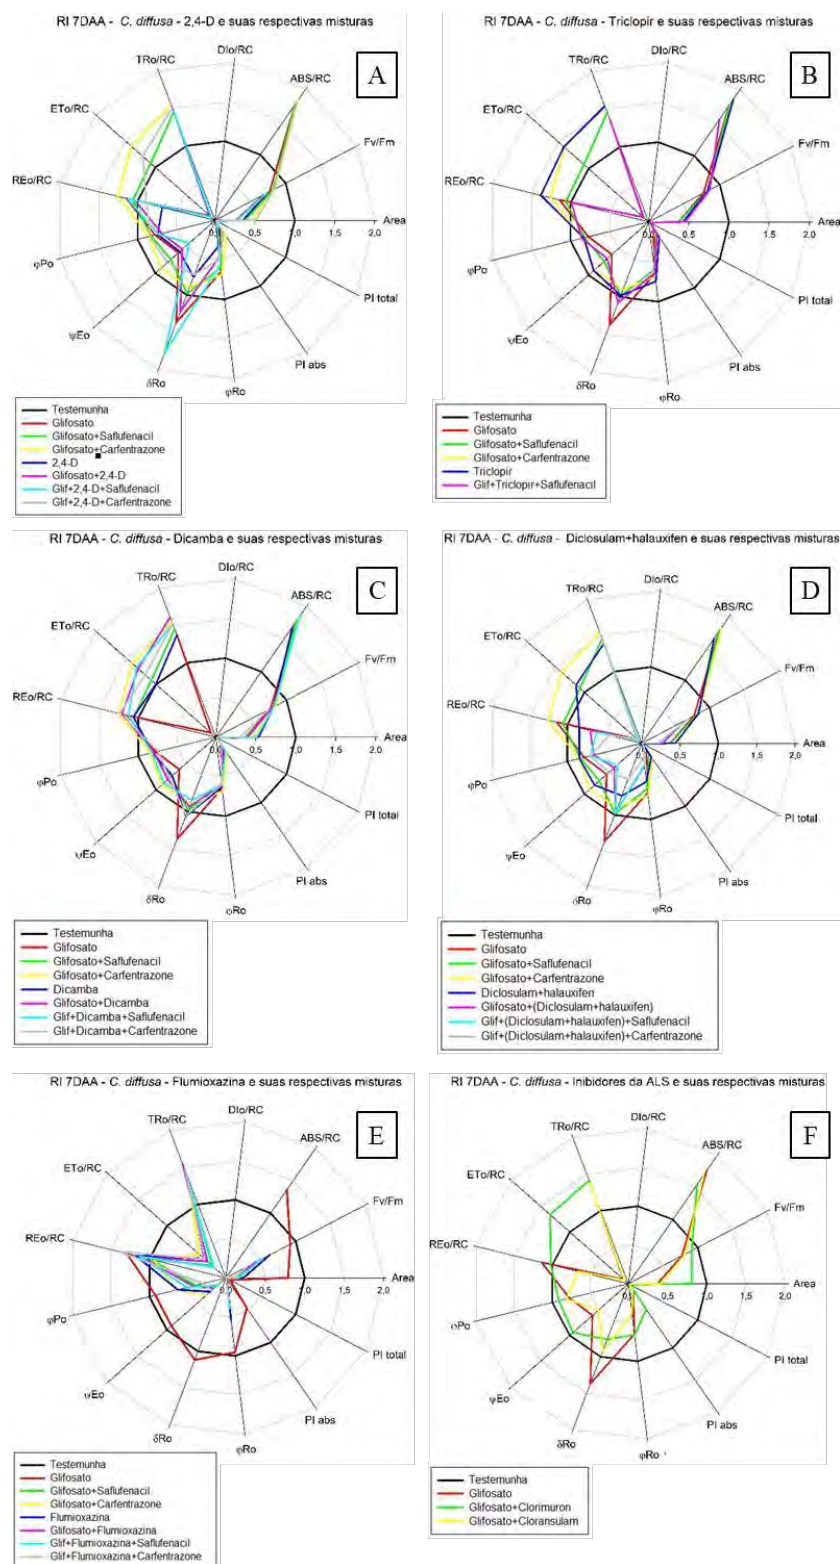 RI 7DAA - C. diffusa - 2,4-D e suas respectivas misturas
A
DIo/RC
TRo/RC
ABS/RC
ETo/RC
Fv/Fm
REo/RC
Area
0,0 0,5 1,0 1,5 2,0
φPo
PI total
ψEo
PI abs
δRo
φRo
Testemunha
Glifosato
Glifosato+Saflufenacil
Glifosato+Carfentrazone
2,4-D
Glifosato+2,4-D
Glif+2,4-D+Saflufenacil
Glif+2,4-D+Carfentrazone
RI 7DAA - C. diffusa - Triclopir e suas respectivas misturas
B
DIo/RC
TRo/RC
ABS/RC
ETo/RC
Fv/Fm
REo/RC
Area
0,0 0,5 1,0 1,5 2,0
φPo
PI total
ψEo
PI abs
δRo
φRo
Testemunha
Glifosato
Glifosato+Saflufenacil
Glifosato+Carfentrazone
Triclopir
Glif+Triclopir+Saflufenacil
RI 7DAA - C. diffusa - Dicamba e suas respectivas misturas
C
DIo/RC
TRo/RC
ABS/RC
ETo/RC
Fv/Fm
REo/RC
Area
0,0 0,5 1,0 1,5 2,0
φPo
PI total
ψEo
PI abs
δRo
φRo
Testemunha
Glifosato
Glifosato+Saflufenacil
Glifosato+Carfentrazone
Dicamba
Glifosato+Dicamba
Glif+Dicamba+Saflufenacil
Glif+Dicamba+Carfentrazone
RI 7DAA - C. diffusa - Diclosulam+halauxifen e suas respectivas misturas
D
DIo/RC
TRo/RC
ABS/RC
ETo/RC
Fv/Fm
REo/RC
Area
0,0 0,5 1,0 1,5 2,0
φPo
PI total
ψEo
PI abs
δRo
φRo
Testemunha
Glifosato
Glifosato+Saflufenacil
Glifosato+Carfentrazone
Diclosulam+halauxifen
Glifosato+(Diclosulam+halauxifen)
Glif+(Diclosulam+halauxifen)+Saflufenacil
Glif+(Diclosulam+halauxifen)+Carfentrazone
RI 7DAA - C. diffusa - Flumioxazina e suas respectivas misturas
E
DIo/RC
TRo/RC
ABS/RC
ETo/RC
Fv/Fm
REo/RC
Area
0,0 0,5 1,0 1,5 2,0
φPo
PI total
ψEo
PI abs
δRo
φRo
Testemunha
Glifosato
Glifosato+Saflufenacil
Glifosato+Carfentrazone
Flumioxazina
Glifosato+Flumioxazina
Glif+Flumioxazina+Saflufenacil
Glif+Flumioxazina+Carfentrazone
RI 7DAA - C. diffusa - Inibidores da ALS e suas respectivas misturas
F
DIo/RC
TRo/RC
ABS/RC
ETo/RC
Fv/Fm
REo/RC
Area
0,0 0,5 1,0 1,5 2,0
φPo
PI total
ψEo
PI abs
δRo
φRo
Testemunha
Glifosato
Glifosato+Clorimuron
Glifosato+Cloransulam